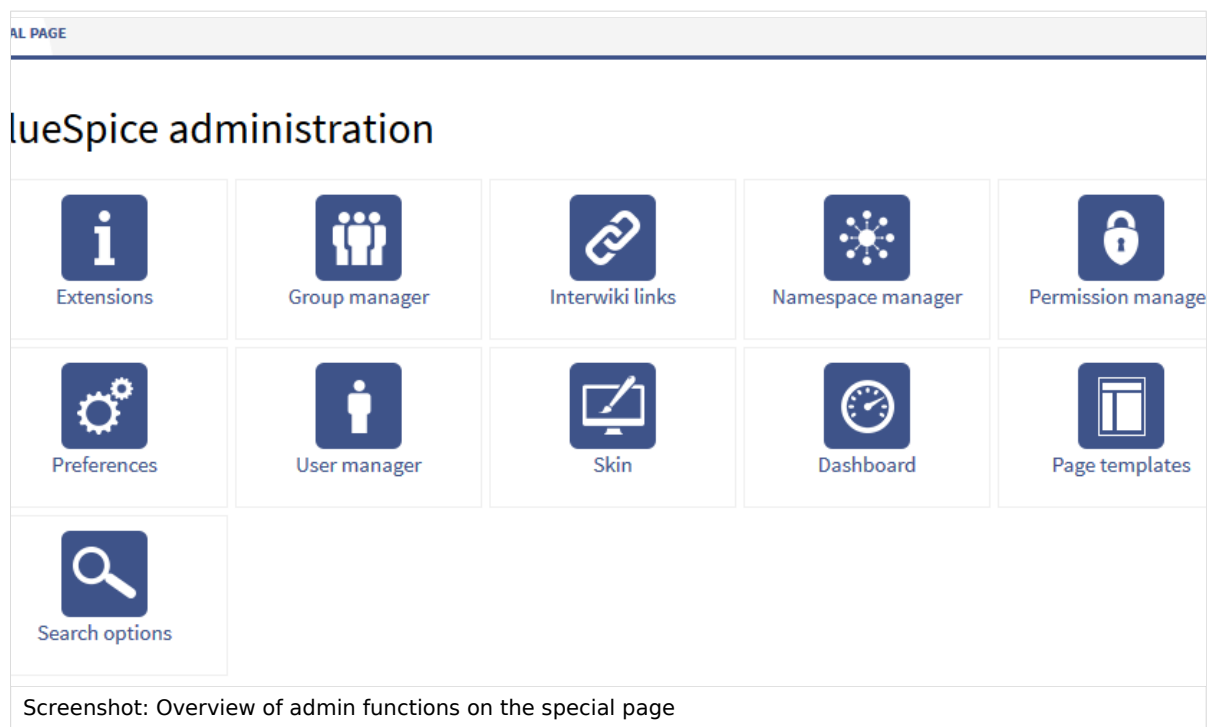 AL PAGE
lueSpice administration
Extensions
Group manager
Interwiki links
Namespace manager
Permission manage
Preferences
User manager
Skin
Dashboard
Page templates
Search options
Screenshot: Overview of admin functions on the special page